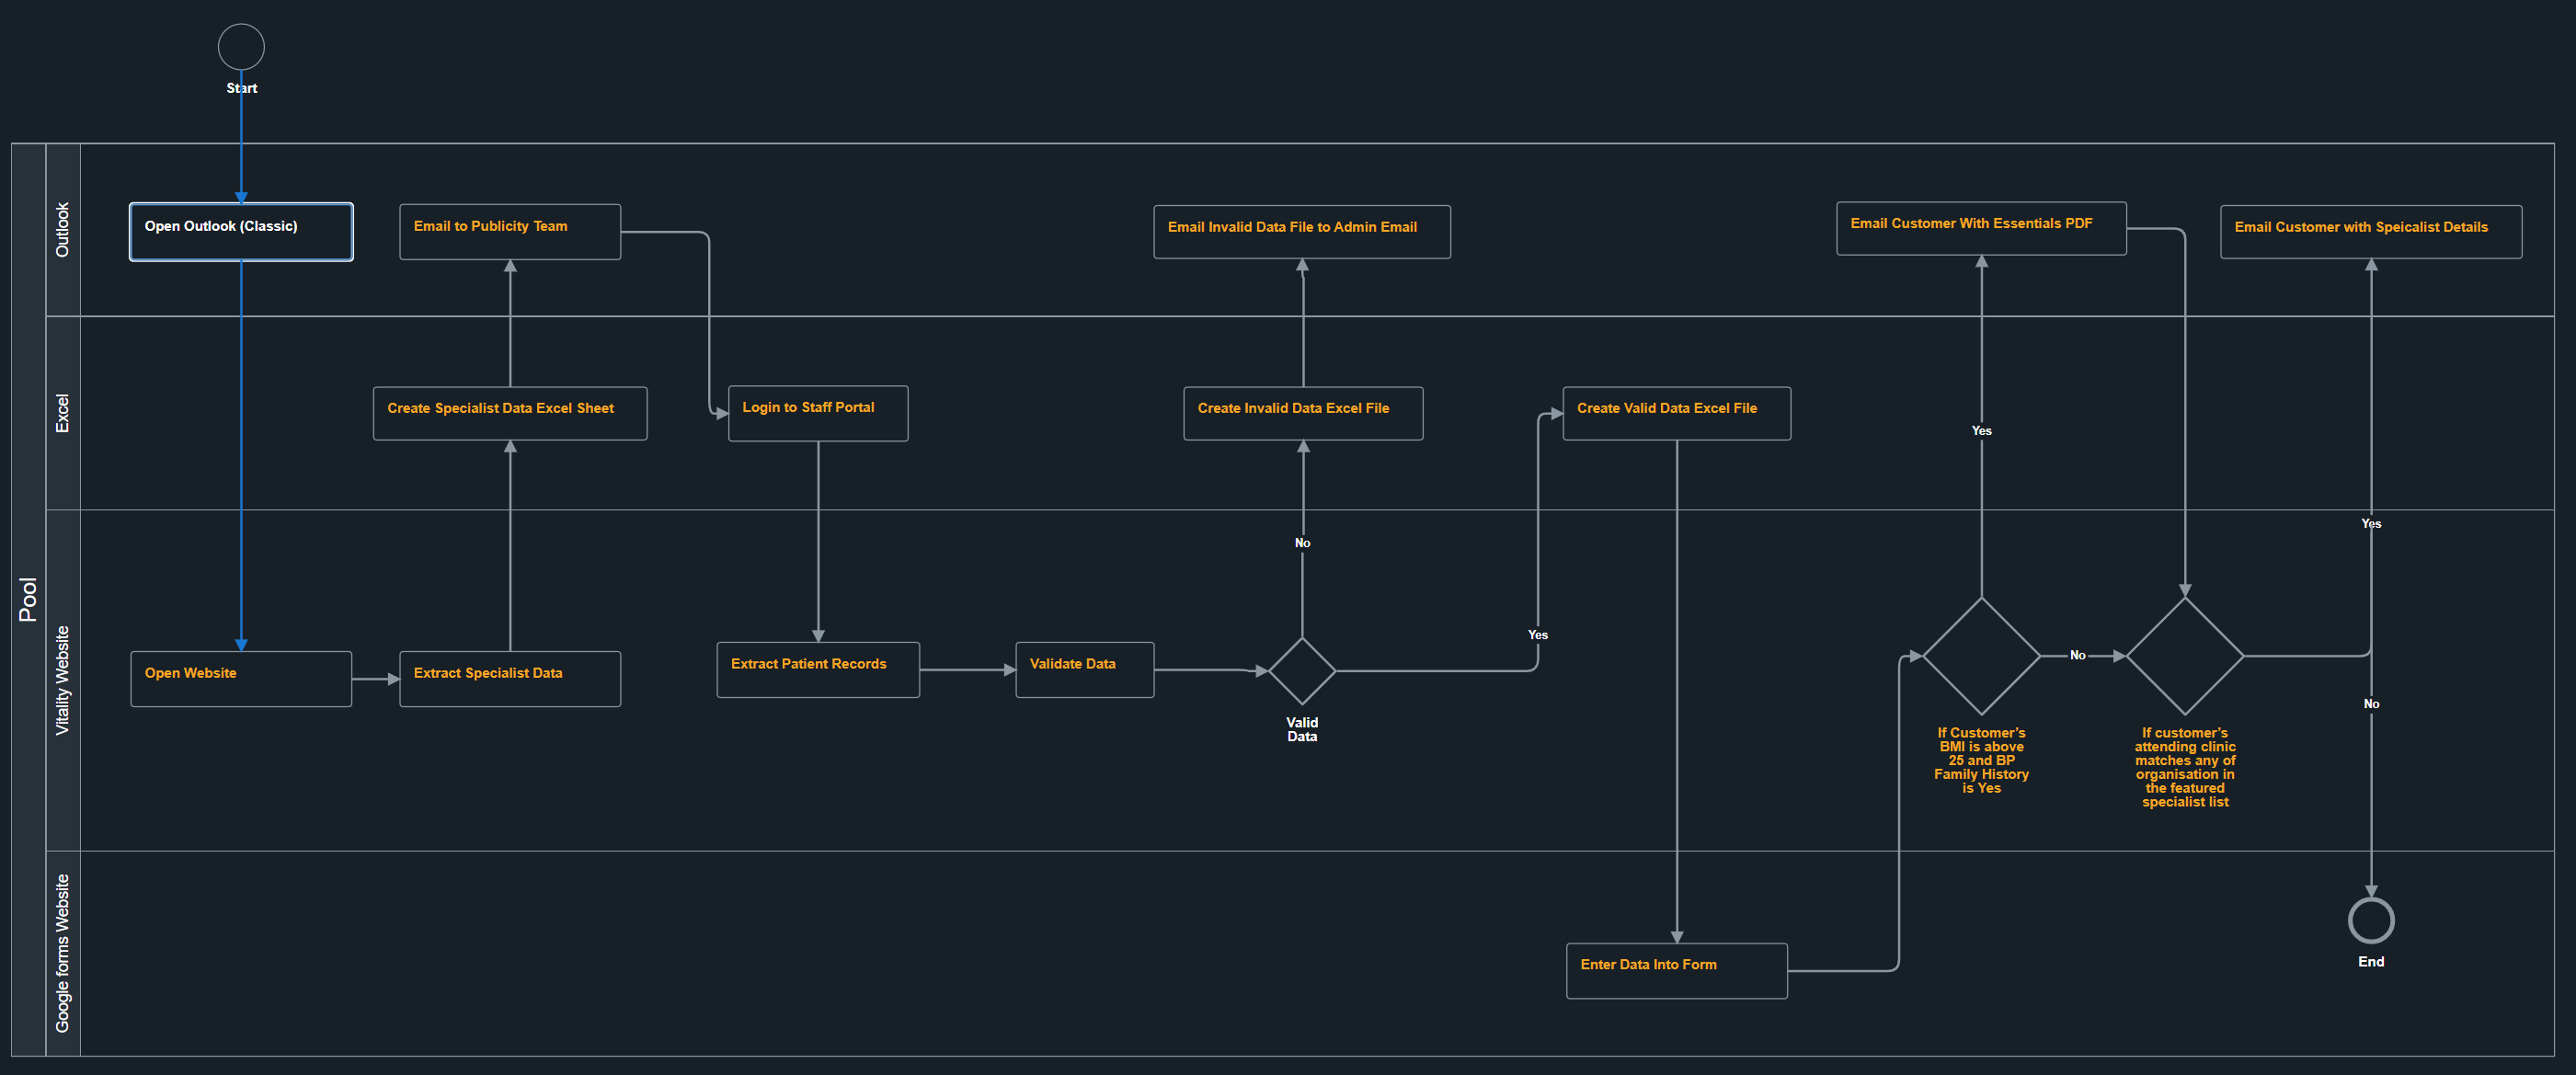 Start
Pool
Outlook
Open Outlook (Classic)
Email to Publicity Team
Email Invalid Data File to Admin Email
Email Customer With Essentials PDF
Email Customer with Speicalist Details
Excel
Create Specialist Data Excel Sheet
Login to Staff Portal
Create Invalid Data Excel File
Create Valid Data Excel File
Yes
Yes
No
Vitality Website
Open Website
Extract Specialist Data
Extract Patient Records
Validate Data
Valid
Data
Yes
No
No
If Customer’s
BMI is above
25 and BP
Family History
is Yes
If customer’s
attending clinic
matches any of
organisation in
the featured
specialist list
Google forms Website
Enter Data Into Form
End